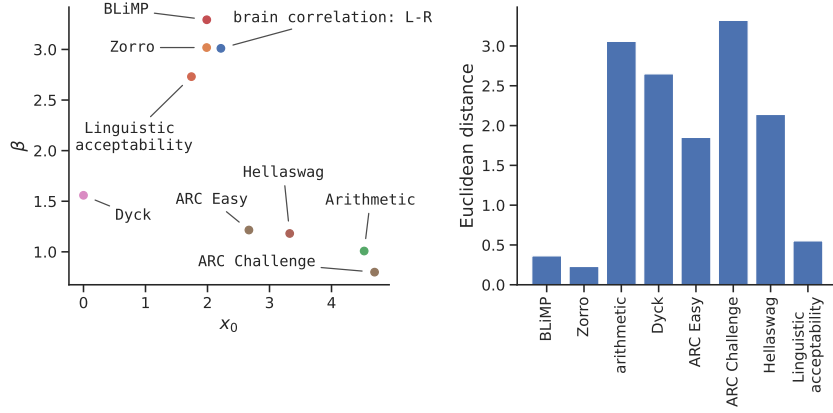 BLiMP
brain correlation: L-R
Zorro
Linguistic
acceptability
Dyck
ARC Easy
Hellaswag
Arithmetic
ARC Challenge
3.0
2.5
2.0
1.5
1.0
β
0
1
2
3
4
x₀
3.0
2.5
2.0
1.5
1.0
0.5
0.0
Euclidean distance
BLiMP
Zorro
arithmetic
Dyck
ARC Easy
ARC Challenge
Hellaswag
Linguistic
acceptability